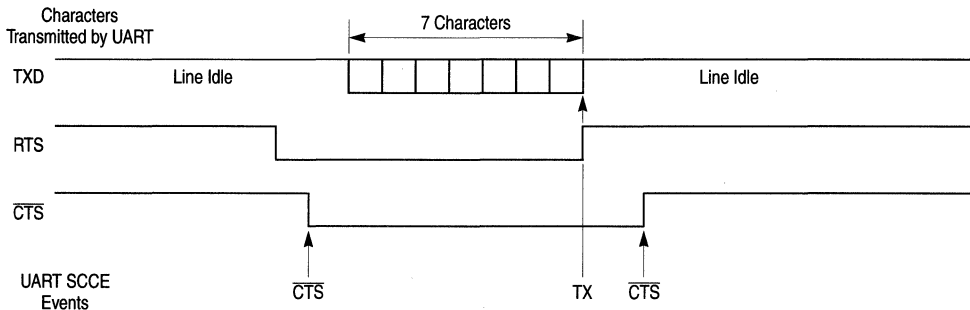 Characters
Transmitted by UART
7 Characters
TXD
Line Idle
Line Idle
RTS
CTS
UART SCCE
Events
CTS
TX
CTS